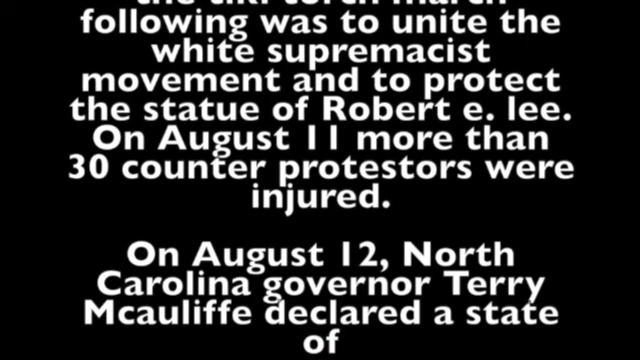 the tiki torch march
following was to unite the
white supremacist
movement and to protect
the statue of Robert e. lee.
On August 11 more than
30 counter protestors were
injured.
On August 12, North
Carolina governor Terry
Mcauliffe declared a state
of